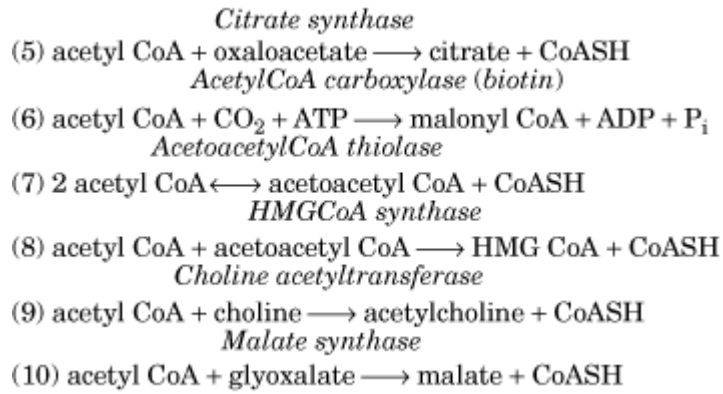 Citrate synthase
(5) acetyl CoA + oxaloacetate ⟶ citrate + CoASH
AcetylCoA carboxylase (biotin)
(6) acetyl CoA + CO₂ + ATP ⟶ malonyl CoA + ADP + Pᵢ
AcetoacetylCoA thiolase
(7) 2 acetyl CoA ⟷ acetoacetyl CoA + CoASH
HMGCoA synthase
(8) acetyl CoA + acetoacetyl CoA ⟶ HMG CoA + CoASH
Choline acetyltransferase
(9) acetyl CoA + choline ⟶ acetylcholine + CoASH
Malate synthase
(10) acetyl CoA + glyoxalate ⟶ malate + CoASH